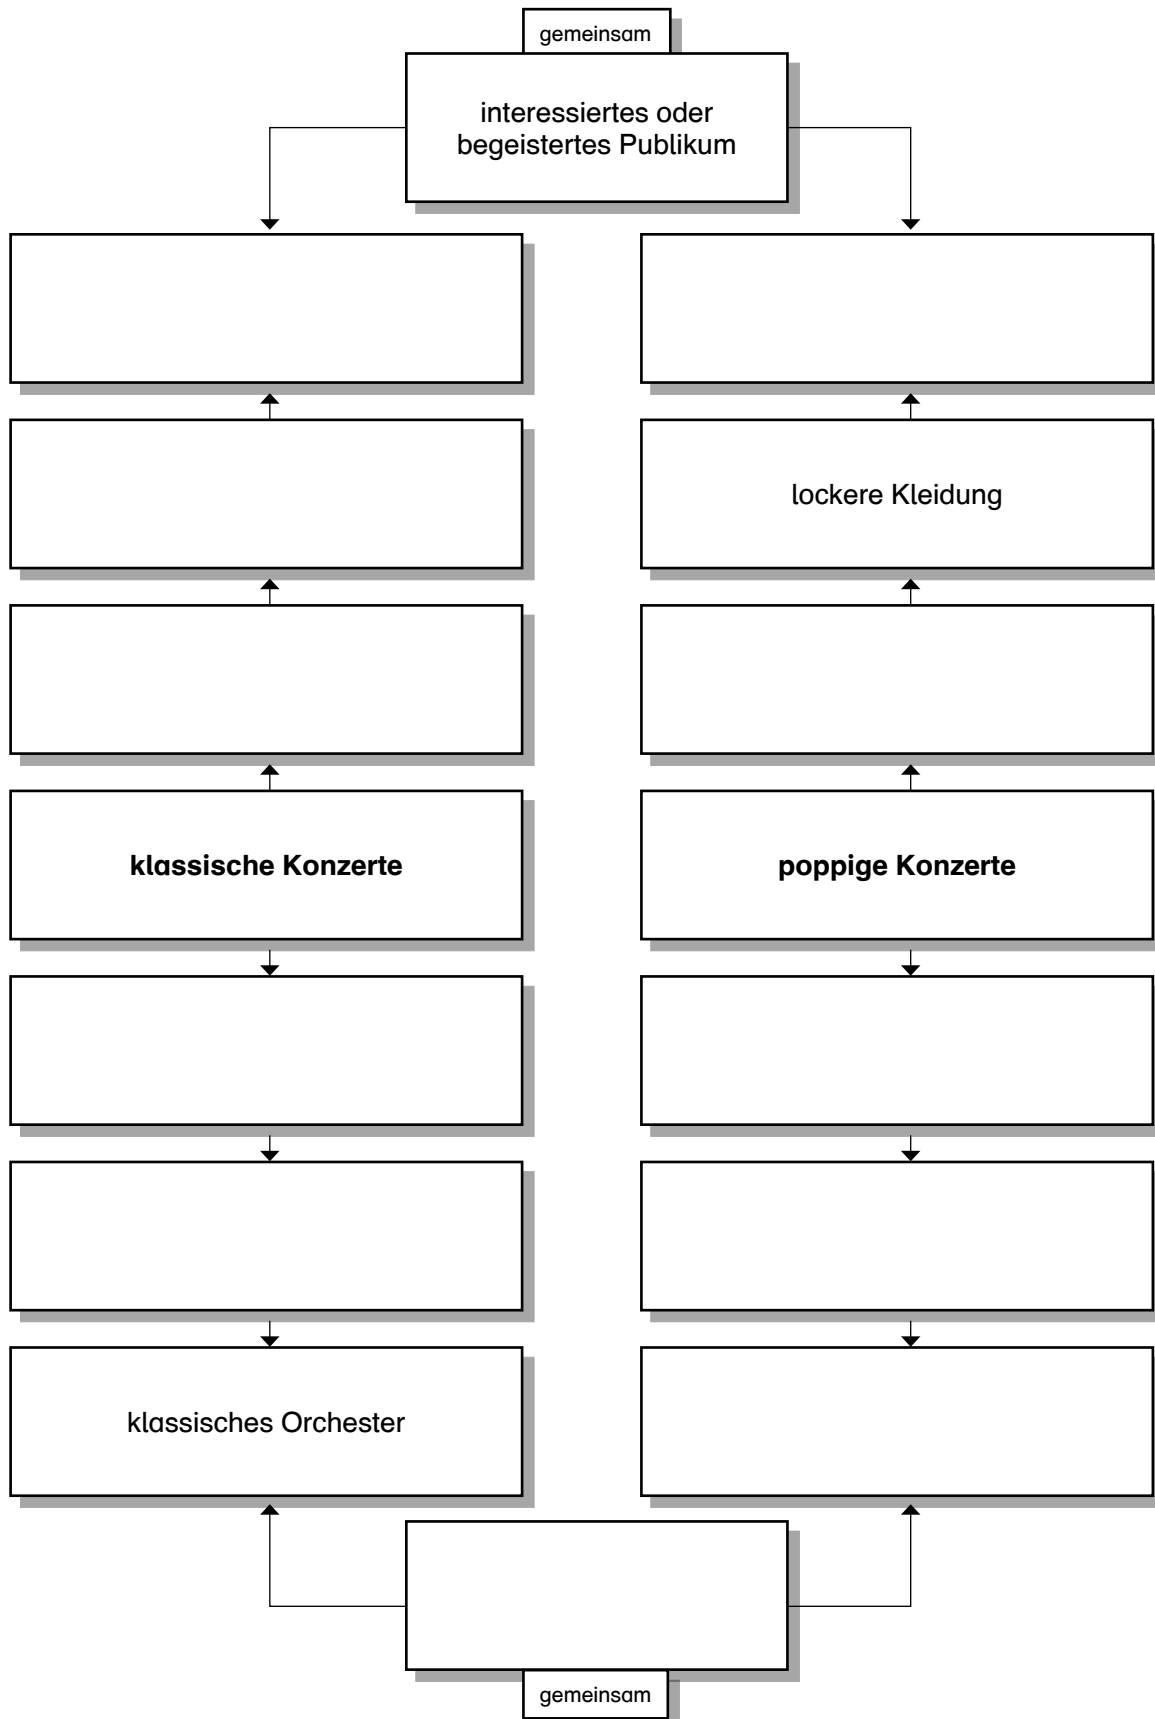 gemeinsam
interessiertes oder
begeistertes Publikum
lockere Kleidung
klassische Konzerte
poppige Konzerte
klassisches Orchester
gemeinsam